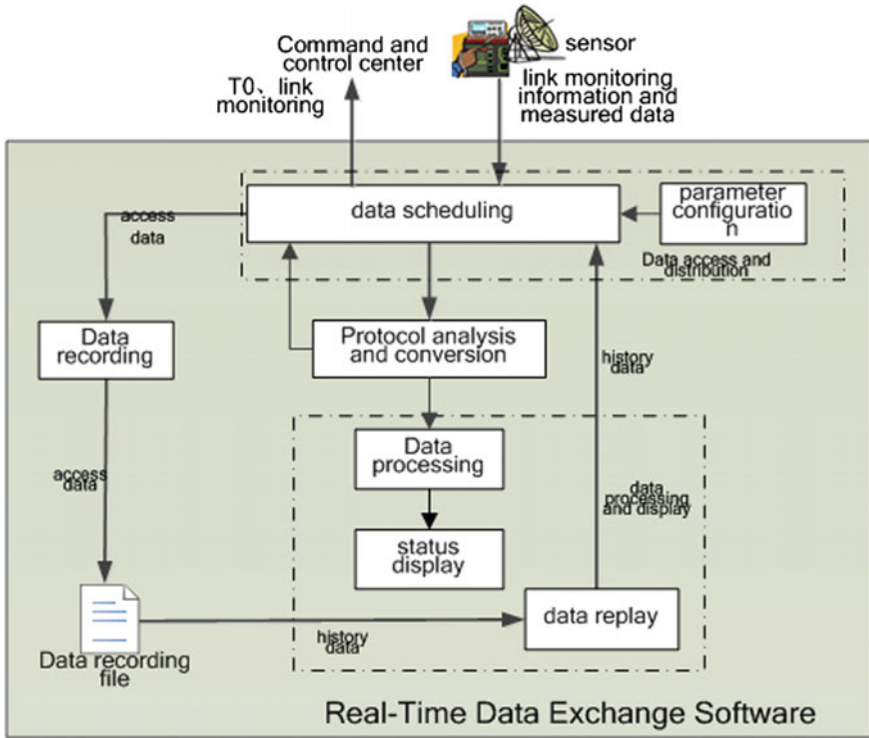 Command and
control center
T0、link
monitoring
sensor
link monitoring
information and
measured data
data scheduling
parameter
configuratio
n
Data access and
distribution
access
data
Data
recording
Protocol analysis
and conversion
history
data
access
data
Data
processing
data
processing
and display
status
display
data replay
history
data
Data recording
file
Real-Time Data Exchange Software